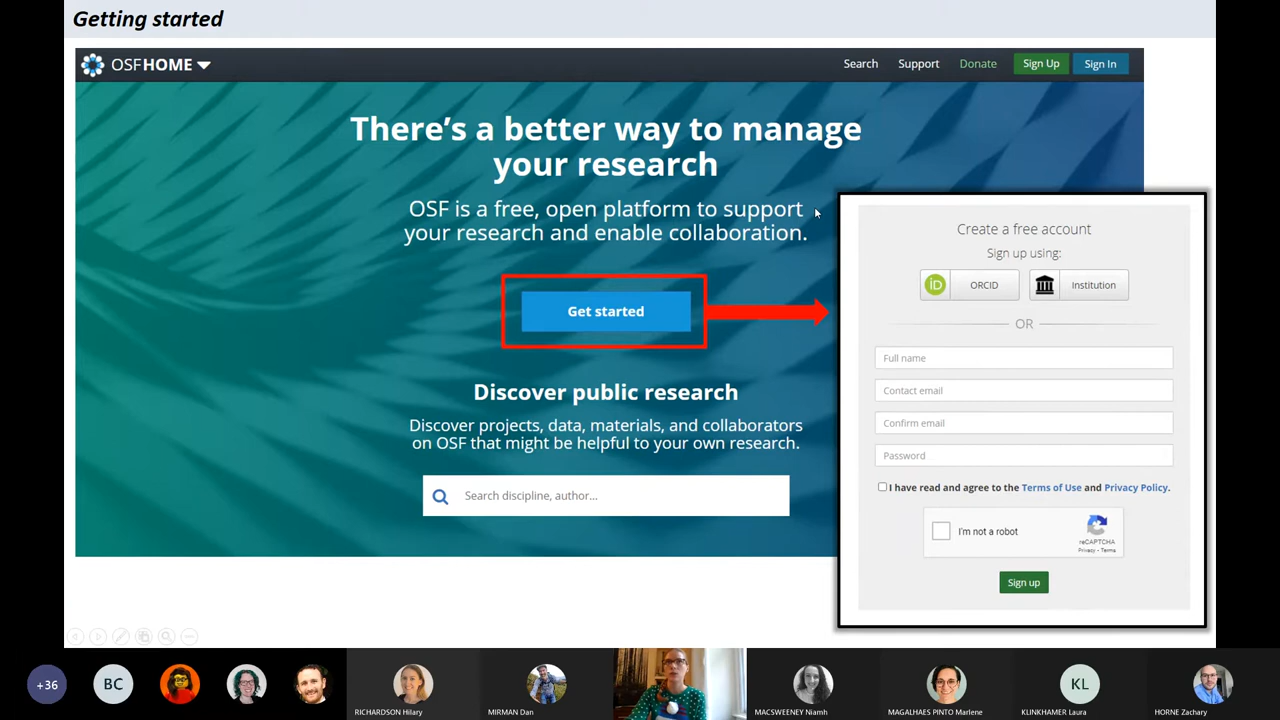 Getting started
OSFHOME
Search
Support
Donate
Sign Up
Sign In
There's a better way to manage
your research
OSF is a free, open platform to support
your research and enable collaboration.
Get started
Discover public research
Discover projects, data, materials, and collaborators
on OSF that might be helpful to your own research.
Search discipline, author...
Create a free account
Sign up using:
iD
ORCID
Institution
OR
Full name
Contact email
Confirm email
Password
I have read and agree to the Terms of Use and Privacy Policy.
I'm not a robot
reCAPTCHA
Privacy - Terms
Sign up
+36
BC
RICHARDSON Hilary
MIRMAN Dan
MACSWEENEY Niamh
MAGALHAES PINTO Marlene
KL
KLINKHAMER Laura
HORNE Zachary